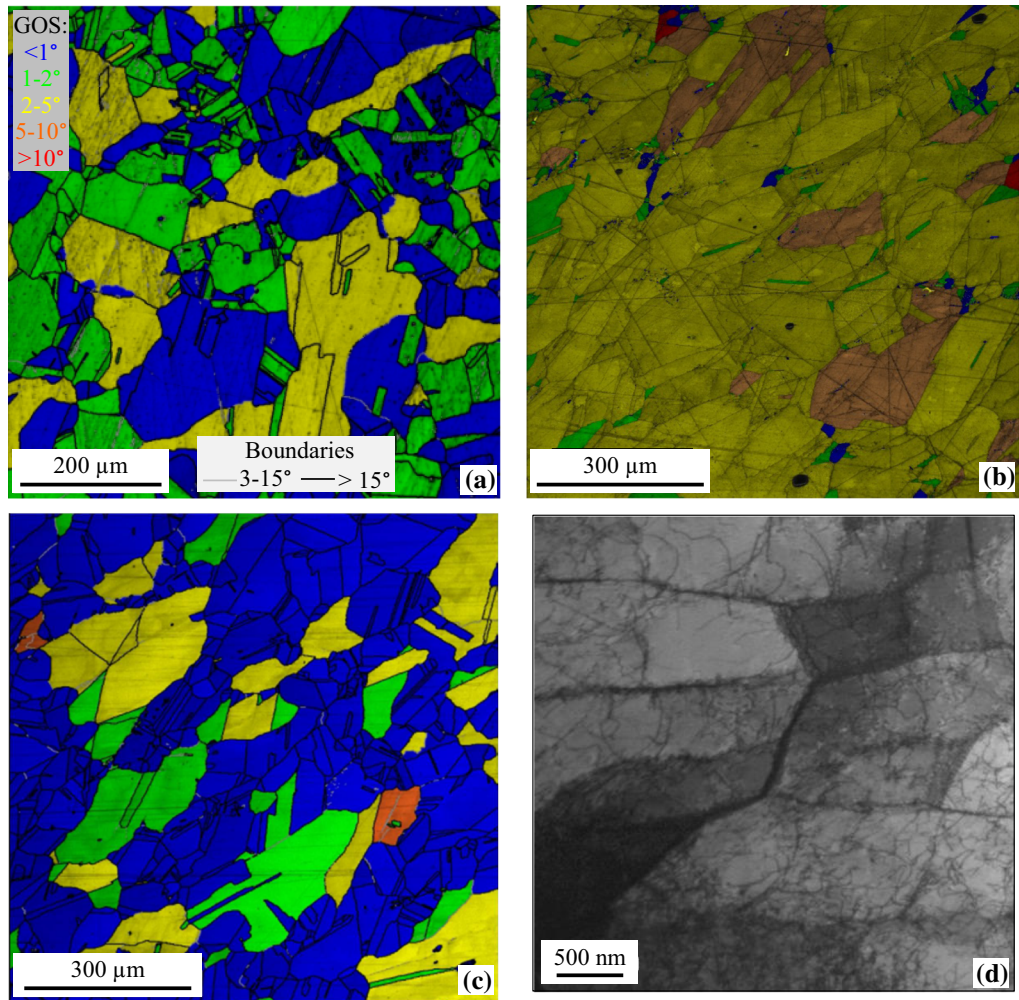 GOS:
<1°
1-2°
2-5°
5-10°
>10°
Boundaries
3-15° > 15°
200 µm
(a)
300 µm
(b)
300 µm
(c)
500 nm
(d)